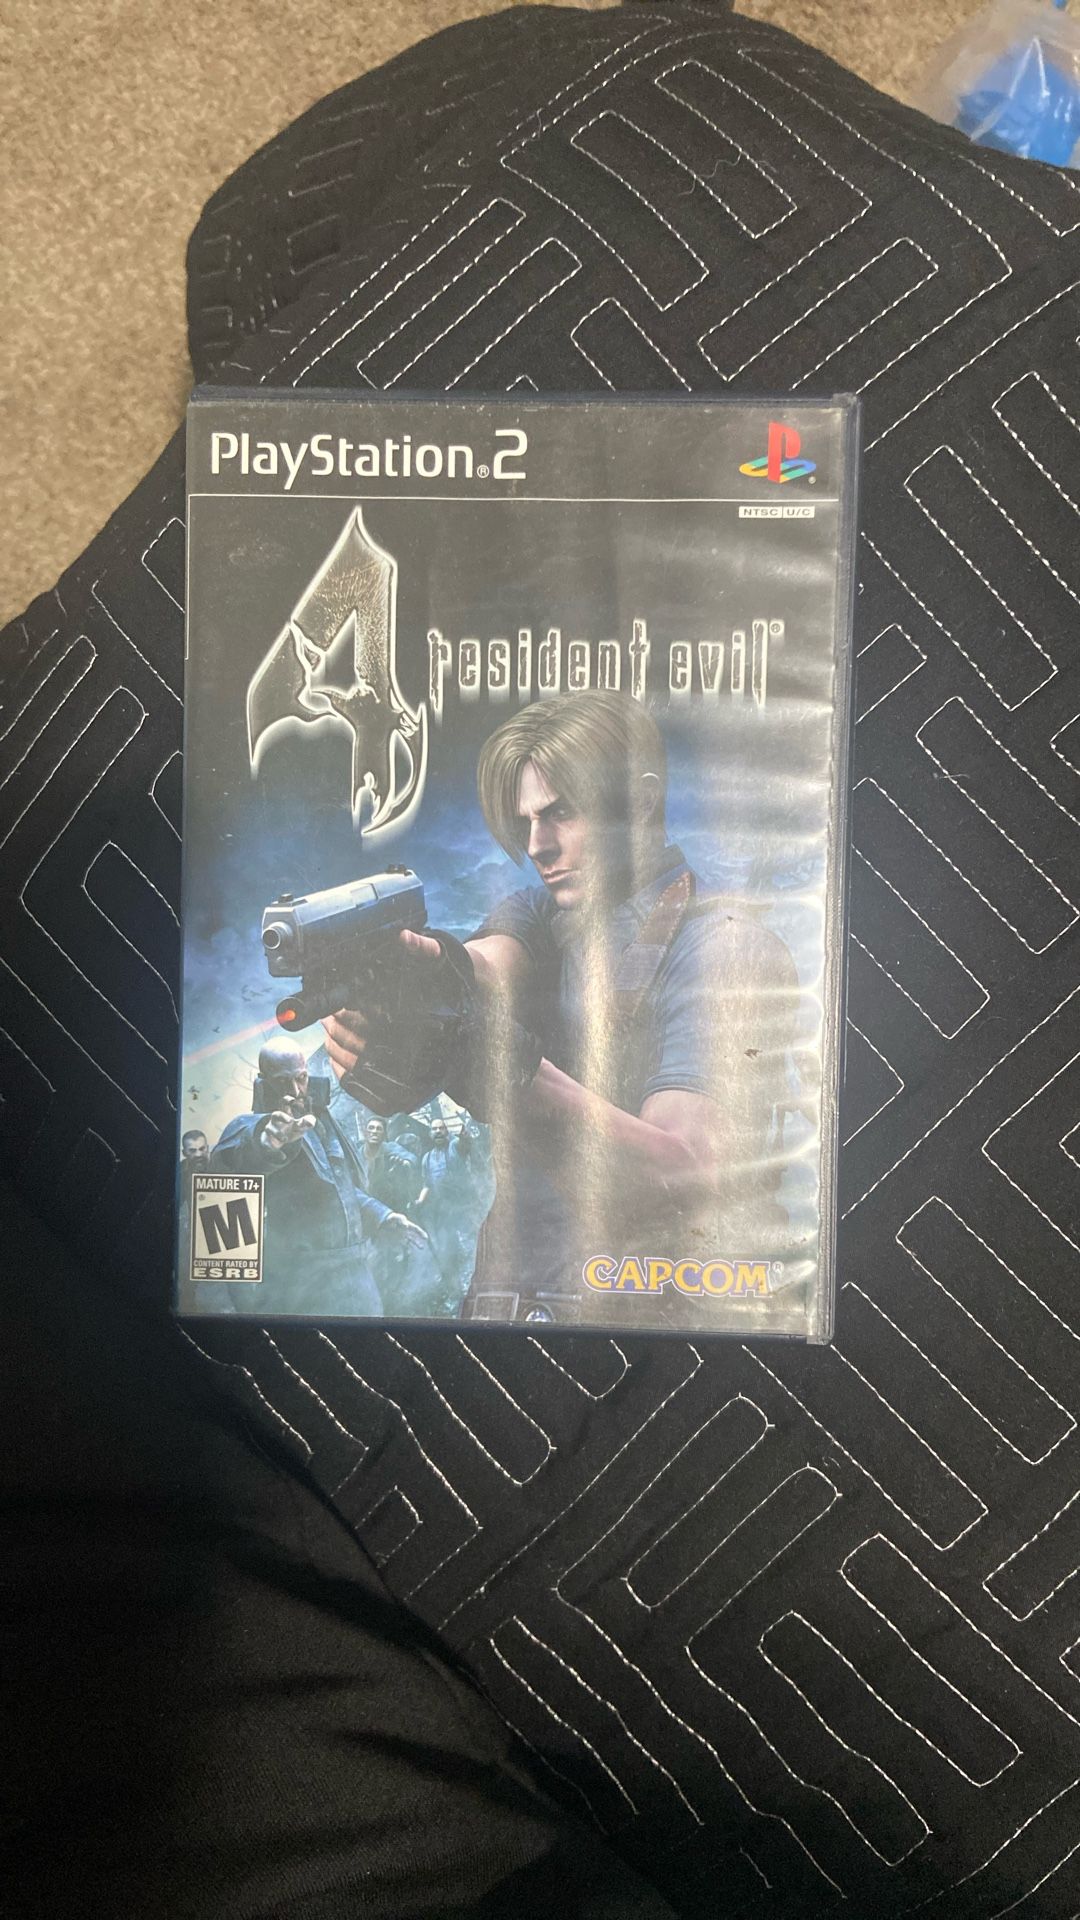 PlayStation®2
NTSC U/C
4
resident evil®
MATURE 17+
M®
CONTENT RATED BY
ESRB
CAPCOM®